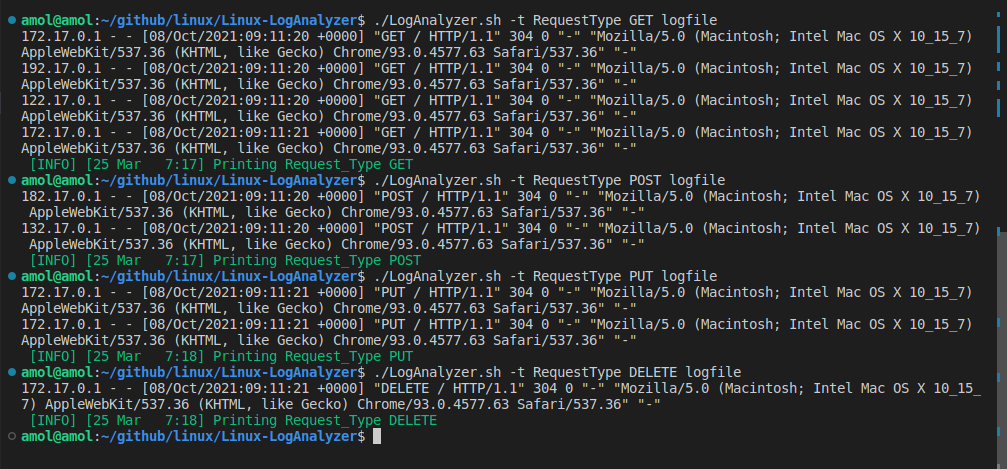 amol@amol:~/github/linux/Linux-LogAnalyzer$ ./LogAnalyzer.sh -t RequestType GET logfile
172.17.0.1 - - [08/Oct/2021:09:11:20 +0000] "GET / HTTP/1.1" 304 0 "-" "Mozilla/5.0 (Macintosh; Intel Mac OS X 10_15_7)
AppleWebKit/537.36 (KHTML, like Gecko) Chrome/93.0.4577.63 Safari/537.36" "-"
192.17.0.1 - - [08/Oct/2021:09:11:20 +0000] "GET / HTTP/1.1" 304 0 "-" "Mozilla/5.0 (Macintosh; Intel Mac OS X 10_15_7)
AppleWebKit/537.36 (KHTML, like Gecko) Chrome/93.0.4577.63 Safari/537.36" "-"
122.17.0.1 - - [08/Oct/2021:09:11:20 +0000] "GET / HTTP/1.1" 304 0 "-" "Mozilla/5.0 (Macintosh; Intel Mac OS X 10_15_7)
AppleWebKit/537.36 (KHTML, like Gecko) Chrome/93.0.4577.63 Safari/537.36" "-"
172.17.0.1 - - [08/Oct/2021:09:11:21 +0000] "GET / HTTP/1.1" 304 0 "-" "Mozilla/5.0 (Macintosh; Intel Mac OS X 10_15_7)
AppleWebKit/537.36 (KHTML, like Gecko) Chrome/93.0.4577.63 Safari/537.36" "-"
[INFO] [25 Mar   7:17] Printing Request_Type GET
amol@amol:~/github/linux/Linux-LogAnalyzer$ ./LogAnalyzer.sh -t RequestType POST logfile
182.17.0.1 - - [08/Oct/2021:09:11:20 +0000] "POST / HTTP/1.1" 304 0 "-" "Mozilla/5.0 (Macintosh; Intel Mac OS X 10_15_7)
AppleWebKit/537.36 (KHTML, like Gecko) Chrome/93.0.4577.63 Safari/537.36" "-"
132.17.0.1 - - [08/Oct/2021:09:11:20 +0000] "POST / HTTP/1.1" 304 0 "-" "Mozilla/5.0 (Macintosh; Intel Mac OS X 10_15_7)
AppleWebKit/537.36 (KHTML, like Gecko) Chrome/93.0.4577.63 Safari/537.36" "-"
[INFO] [25 Mar   7:17] Printing Request_Type POST
amol@amol:~/github/linux/Linux-LogAnalyzer$ ./LogAnalyzer.sh -t RequestType PUT logfile
172.17.0.1 - - [08/Oct/2021:09:11:21 +0000] "PUT / HTTP/1.1" 304 0 "-" "Mozilla/5.0 (Macintosh; Intel Mac OS X 10_15_7)
AppleWebKit/537.36 (KHTML, like Gecko) Chrome/93.0.4577.63 Safari/537.36" "-"
172.17.0.1 - - [08/Oct/2021:09:11:21 +0000] "PUT / HTTP/1.1" 304 0 "-" "Mozilla/5.0 (Macintosh; Intel Mac OS X 10_15_7)
AppleWebKit/537.36 (KHTML, like Gecko) Chrome/93.0.4577.63 Safari/537.36" "-"
[INFO] [25 Mar   7:18] Printing Request_Type PUT
amol@amol:~/github/linux/Linux-LogAnalyzer$ ./LogAnalyzer.sh -t RequestType DELETE logfile
172.17.0.1 - - [08/Oct/2021:09:11:21 +0000] "DELETE / HTTP/1.1" 304 0 "-" "Mozilla/5.0 (Macintosh; Intel Mac OS X 10_15_
7) AppleWebKit/537.36 (KHTML, like Gecko) Chrome/93.0.4577.63 Safari/537.36" "-"
[INFO] [25 Mar   7:18] Printing Request_Type DELETE
amol@amol:~/github/linux/Linux-LogAnalyzer$